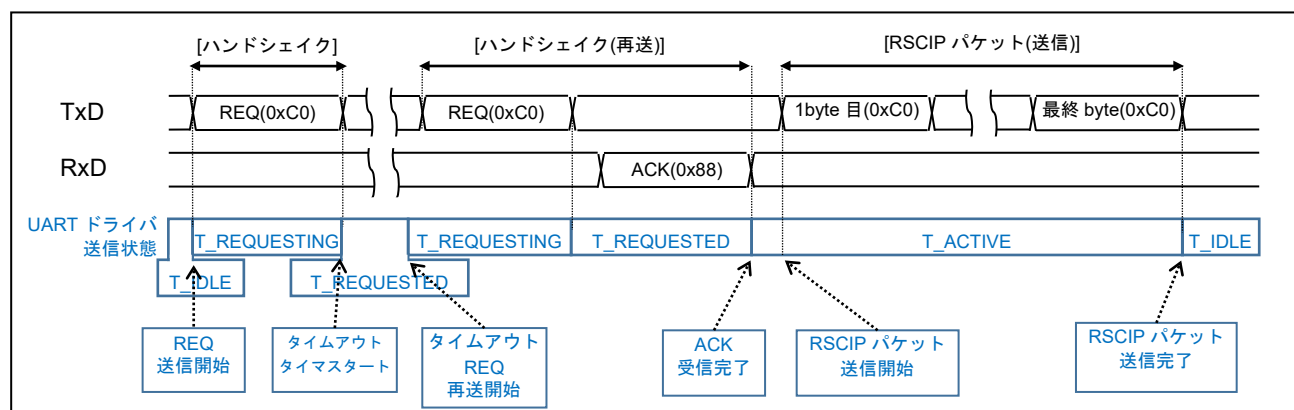 [ハンドシェイク] [ハンドシェイク(再送)] [RSCIP パケット(送信)]
TxD REQ(0xC0) REQ(0xC0) 1byte 目(0xC0) 最終 byte(0xC0)
RxD ACK(0x88)
UART ドライバ
送信状態
T_REQUESTING T_REQUESTING T_REQUESTED T_ACTIVE T_IDLE
T_IDLE T_REQUESTED
REQ
送信開始
タイムアウト
タイマスタート
タイムアウト
REQ
再送開始
ACK
受信完了
RSCIP パケット
送信開始
RSCIP パケット
送信完了